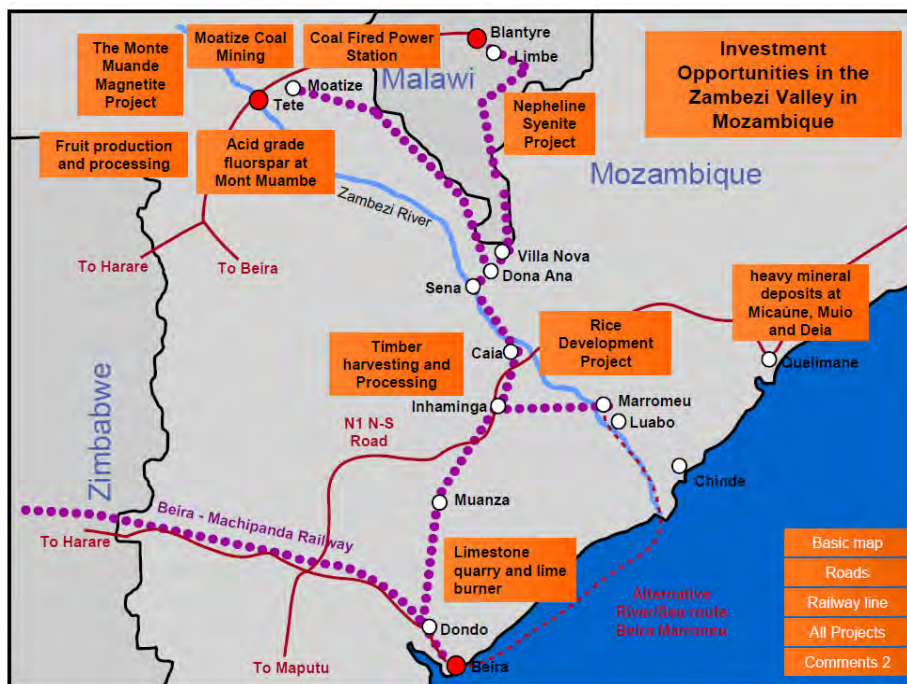 The Monte
Muande
Magnetite
Project
Moatize Coal
Mining
Coal Fired Power
Station
Blantyre
Limbe
Investment
Opportunities in the
Zambezi Valley in
Mozambique
Malawi
Moatize
Tete
Nepheline
Syenite
Project
Fruit production
and processing
Acid grade
fluorspar at
Mont Muambe
Mozambique
Zambezi River
To Harare
To Beira
Villa Nova
Dona Ana
Sena
heavy mineral
deposits at
Micaúne, Muio
and Deia
Timber
harvesting and
Processing
Caia
Rice
Development
Project
Quelimane
Zimbabwe
Inhaminga
Marromeu
Luabo
N1 N-S
Road
Chinde
Muanza
Beira - Machipanda Railway
To Harare
Limestone
quarry and lime
burner
Basic map
Roads
Railway line
All Projects
Comments 2
Alternative
River/Sea route
Beira Marroneu
Dondo
To Maputu
Beira